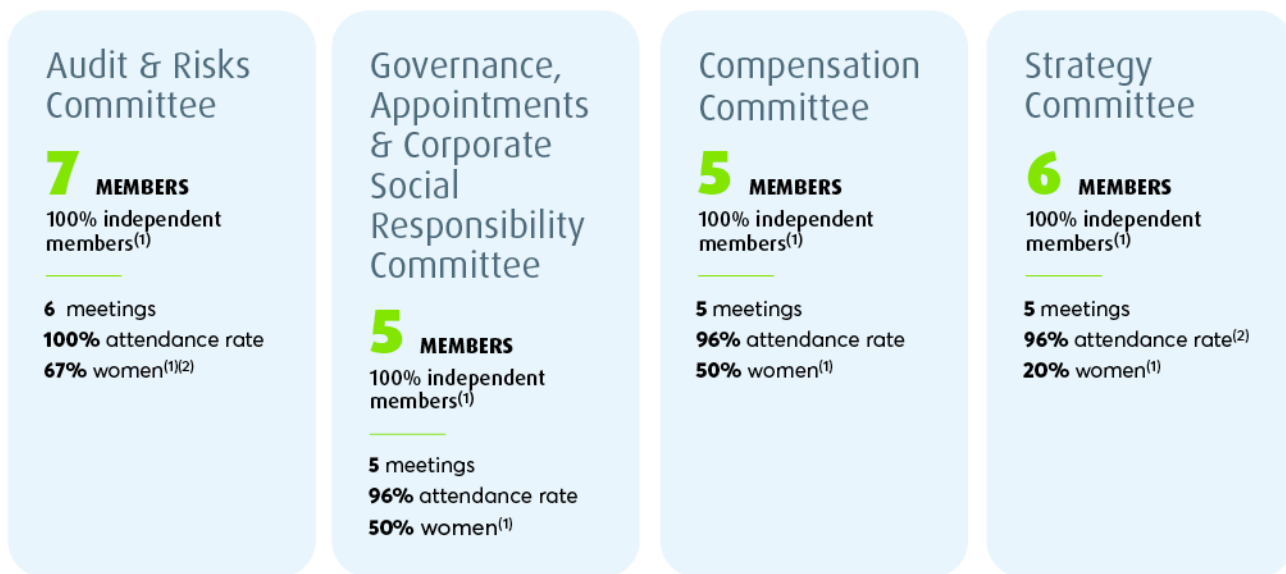 Audit & Risks
Committee
7 MEMBERS
100% independent
members(1)
6 meetings
100% attendance rate
67% women(1)(2)
Governance,
Appointments
& Corporate
Social
Responsibility
Committee
5 MEMBERS
100% independent
members(1)
5 meetings
96% attendance rate
50% women(1)
Compensation
Committee
5 MEMBERS
100% independent
members(1)
5 meetings
96% attendance rate
50% women(1)
Strategy
Committee
6 MEMBERS
100% independent
members(1)
5 meetings
96% attendance rate(2)
20% women(1)